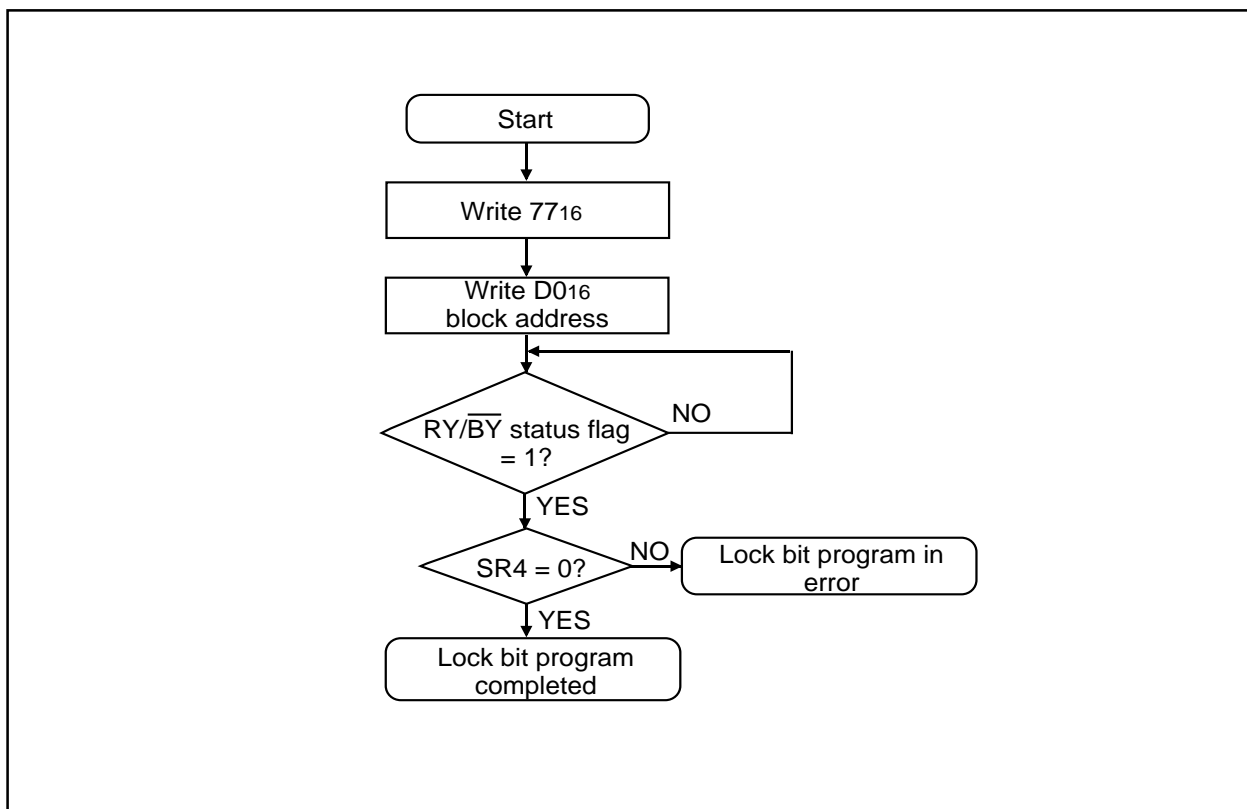 Start
Write 7716
Write D016
block address
RY/BY status flag
= 1?
NO
YES
SR4 = 0?
NO
Lock bit program in
error
YES
Lock bit program
completed